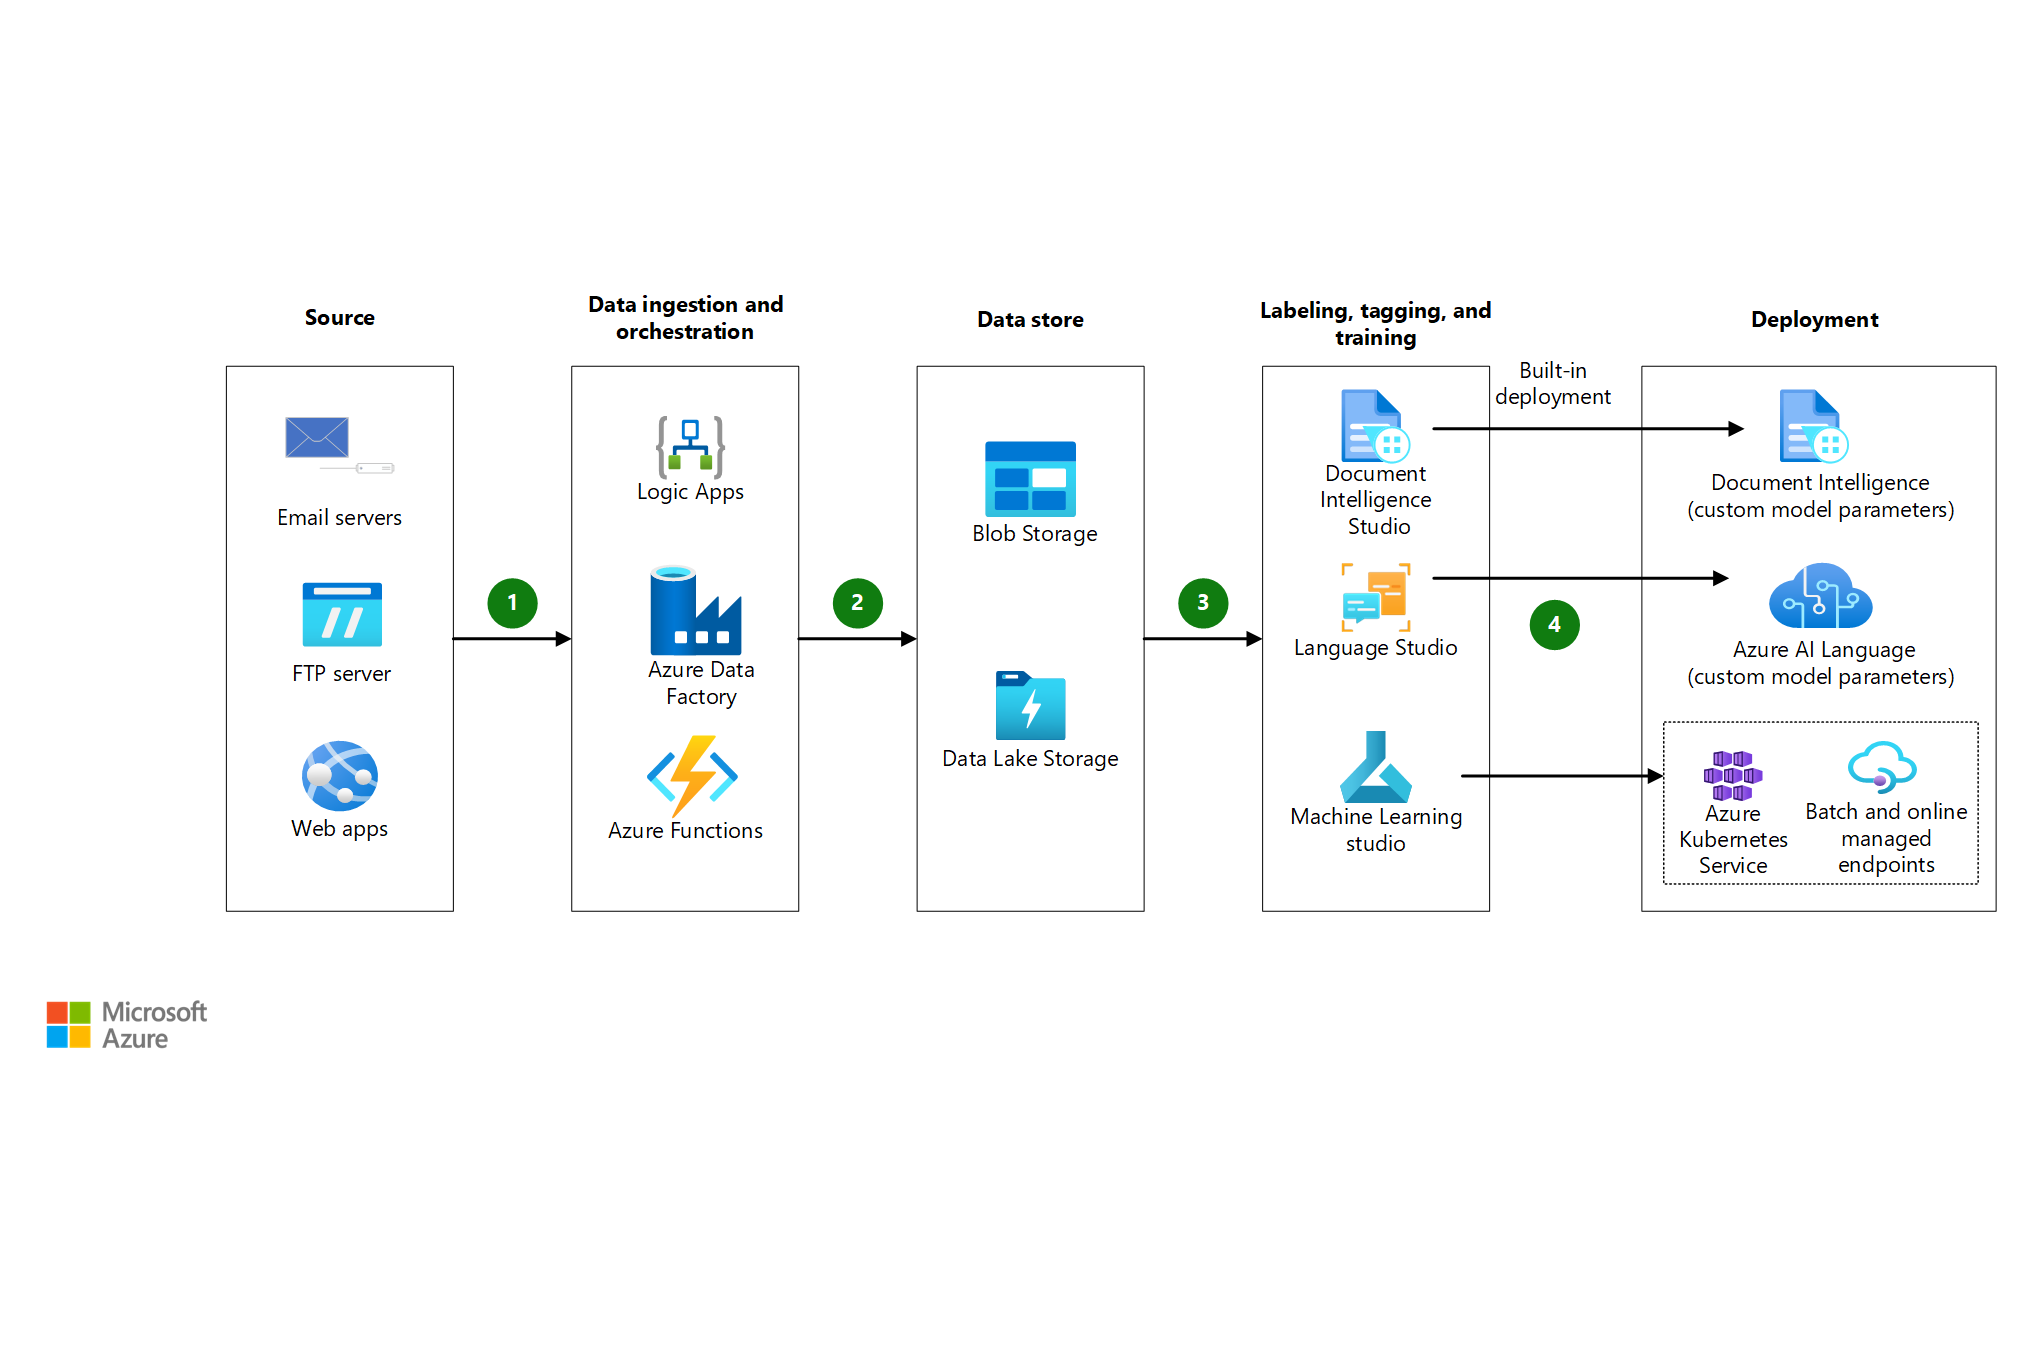 Source
Data ingestion and
orchestration
Data store
Labeling, tagging, and
training
Deployment
Email servers
FTP server
Web apps
1
Logic Apps
Azure Data
Factory
Azure Functions
2
Blob Storage
Data Lake Storage
3
Document
Intelligence
Studio
Language Studio
Machine Learning
studio
Built-in
deployment
4
Document Intelligence
(custom model parameters)
Azure AI Language
(custom model parameters)
Azure
Kubernetes
Service
Batch and online
managed
endpoints
Microsoft
Azure